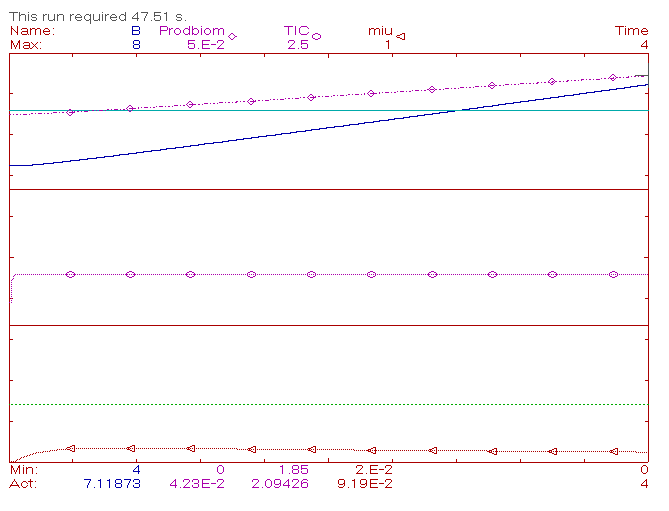 This run required 47.51 s.
Name: B Prodbiom TIC miu Time
Max: 8 5.E-2 2.5 1 4
Min: 4 0 1.85 2.E-2 0
Act: 7.11873 4.23E-2 2.09426 9.19E-2 4